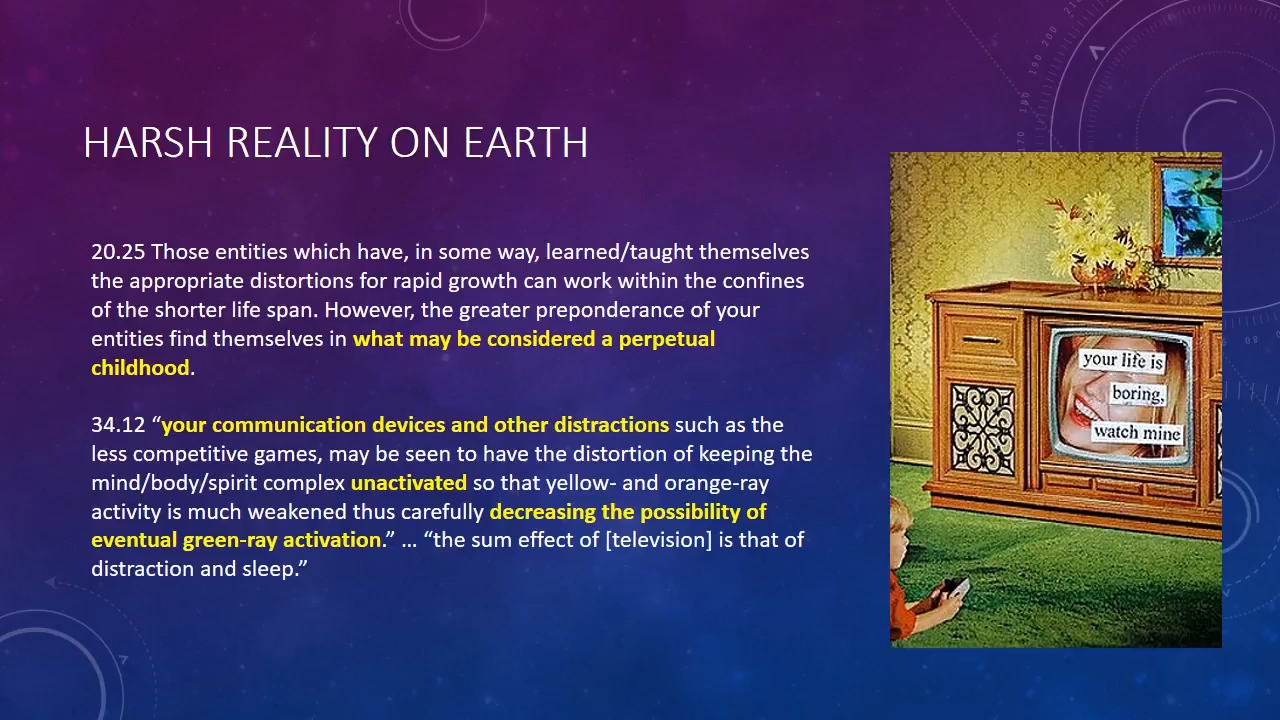 HARSH REALITY ON EARTH
20.25 Those entities which have, in some way, learned/taught themselves
the appropriate distortions for rapid growth can work within the confines
of the shorter life span. However, the greater preponderance of your
entities find themselves in what may be considered a perpetual
childhood.
34.12 “your communication devices and other distractions such as the
less competitive games, may be seen to have the distortion of keeping the
mind/body/spirit complex unactivated so that yellow- and orange-ray
activity is much weakened thus carefully decreasing the possibility of
eventual green-ray activation.” … “the sum effect of [television] is that of
distraction and sleep.”
your life is
boring,
watch mine
190
200